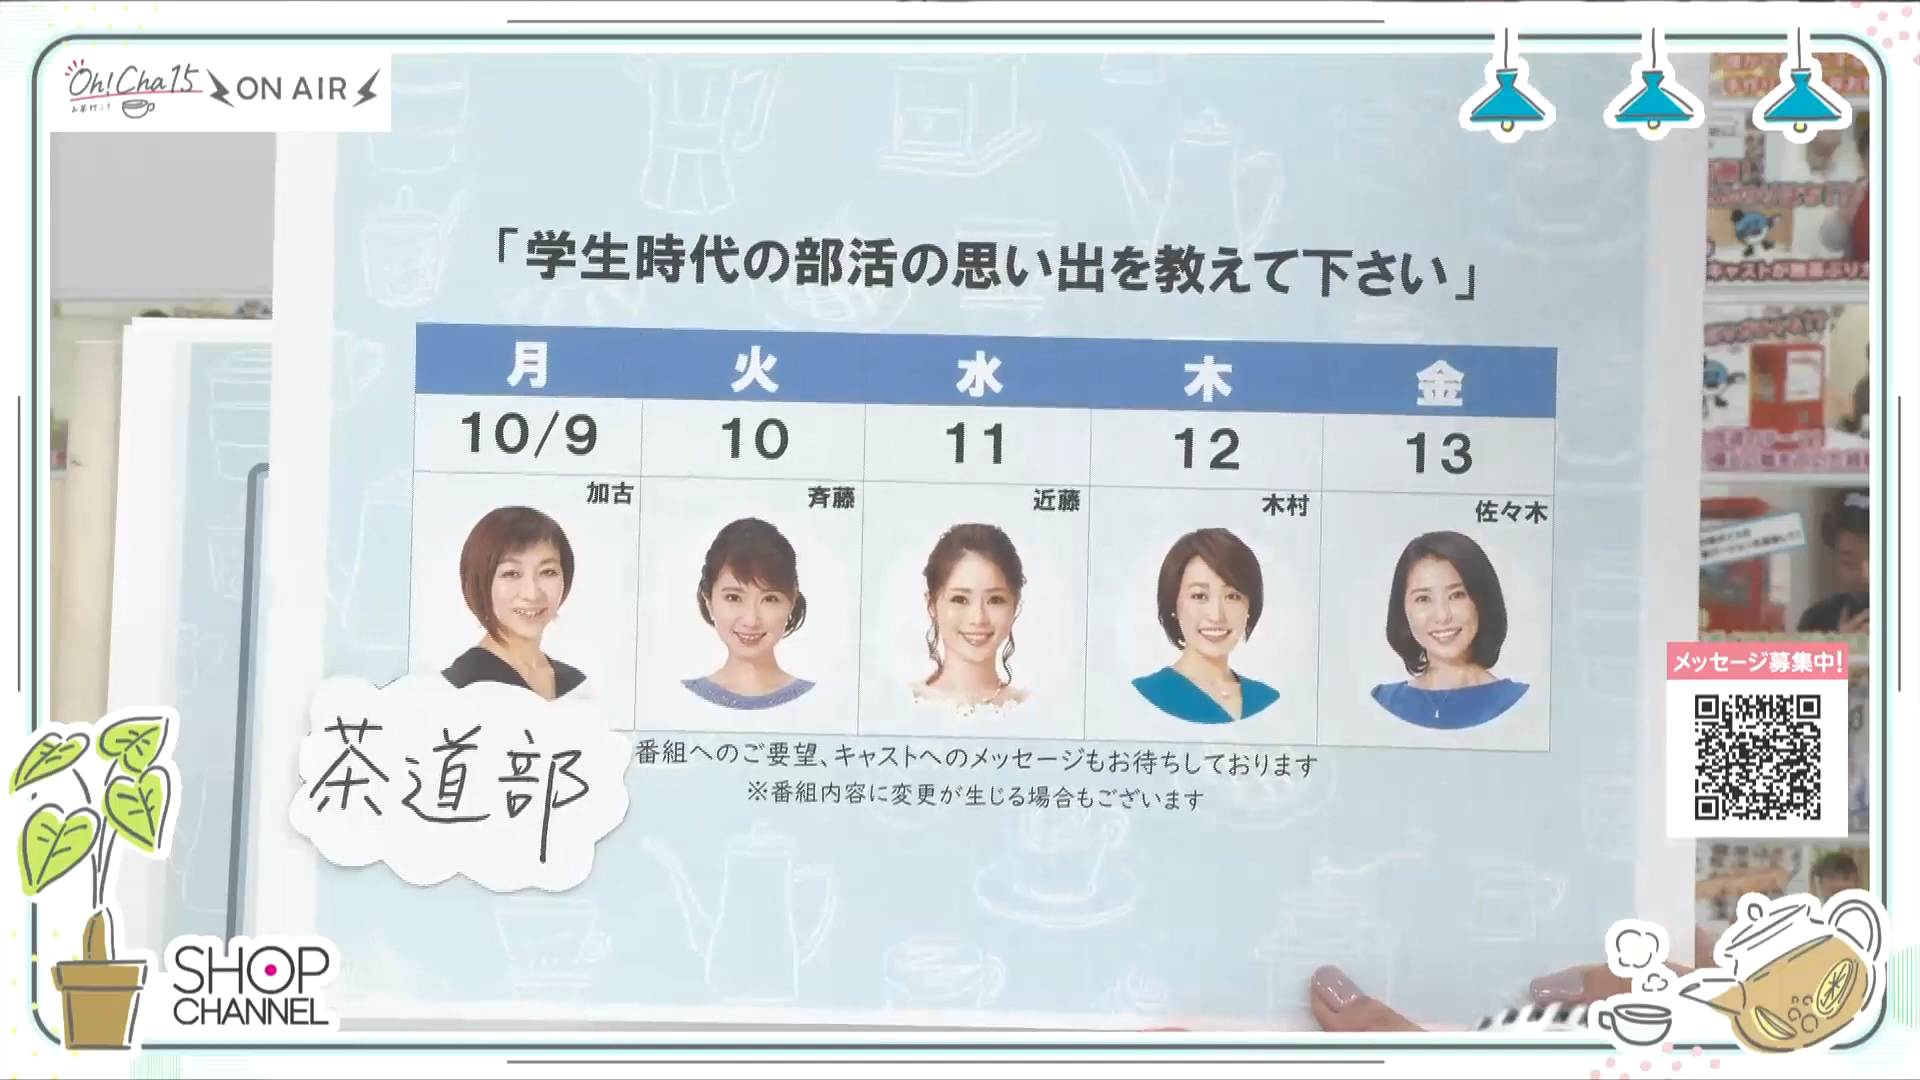 Oh!Cha15
お茶行こう
ON AIR
「学生時代の部活の思い出を教えて下さい」
月 火 水 木 金
10/9 10 11 12 13
加古 斉藤 近藤 木村 佐々木
茶道部
番組へのご要望、キャストへのメッセージもお待ちしております
※番組内容に変更が生じる場合もございます
メッセージ募集中!
SHOP
CHANNEL